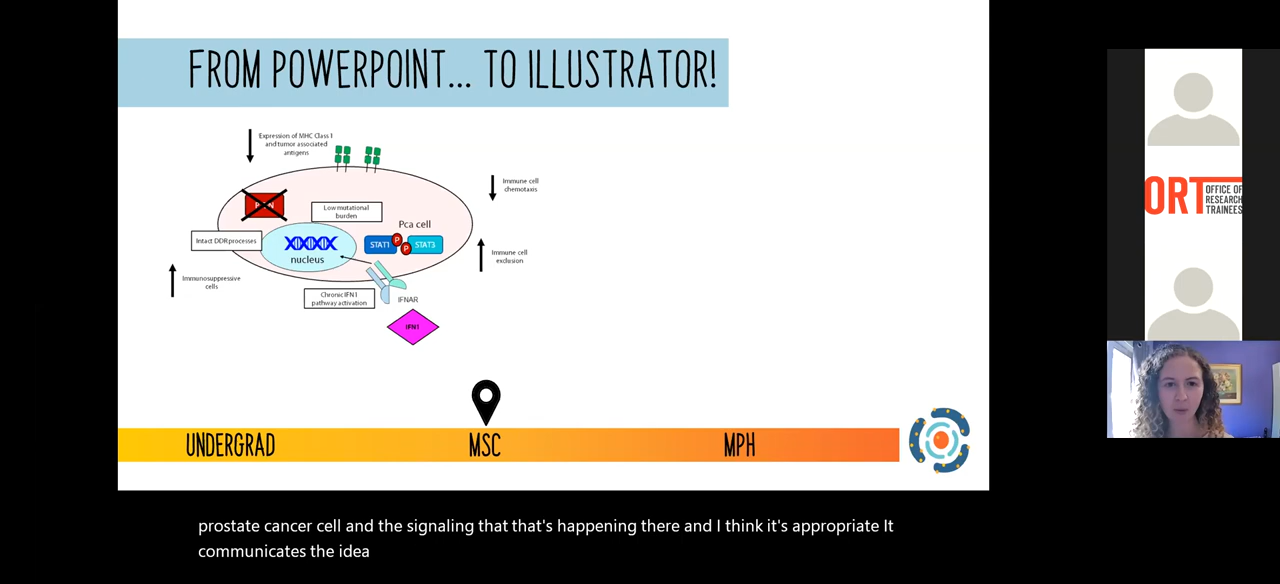 FROM POWERPOINT... TO ILLUSTRATOR!
Expression of MHC Class I
and tumor associated
antigens
Immune cell
chemotaxis
Low mutational
burden
Pca cell
Intact DDR processes
STAT1
P
P
STAT3
nucleus
Immune cell
exclusion
Immunosuppressive
cells
Chronic IFN1
pathway activation
IFNAR
IFN1
UNDERGRAD
MSC
MPH
ORT
OFFICE OF
RESEARCH
TRAINEES
prostate cancer cell and the signaling that that's happening there and I think it's appropriate It
communicates the idea